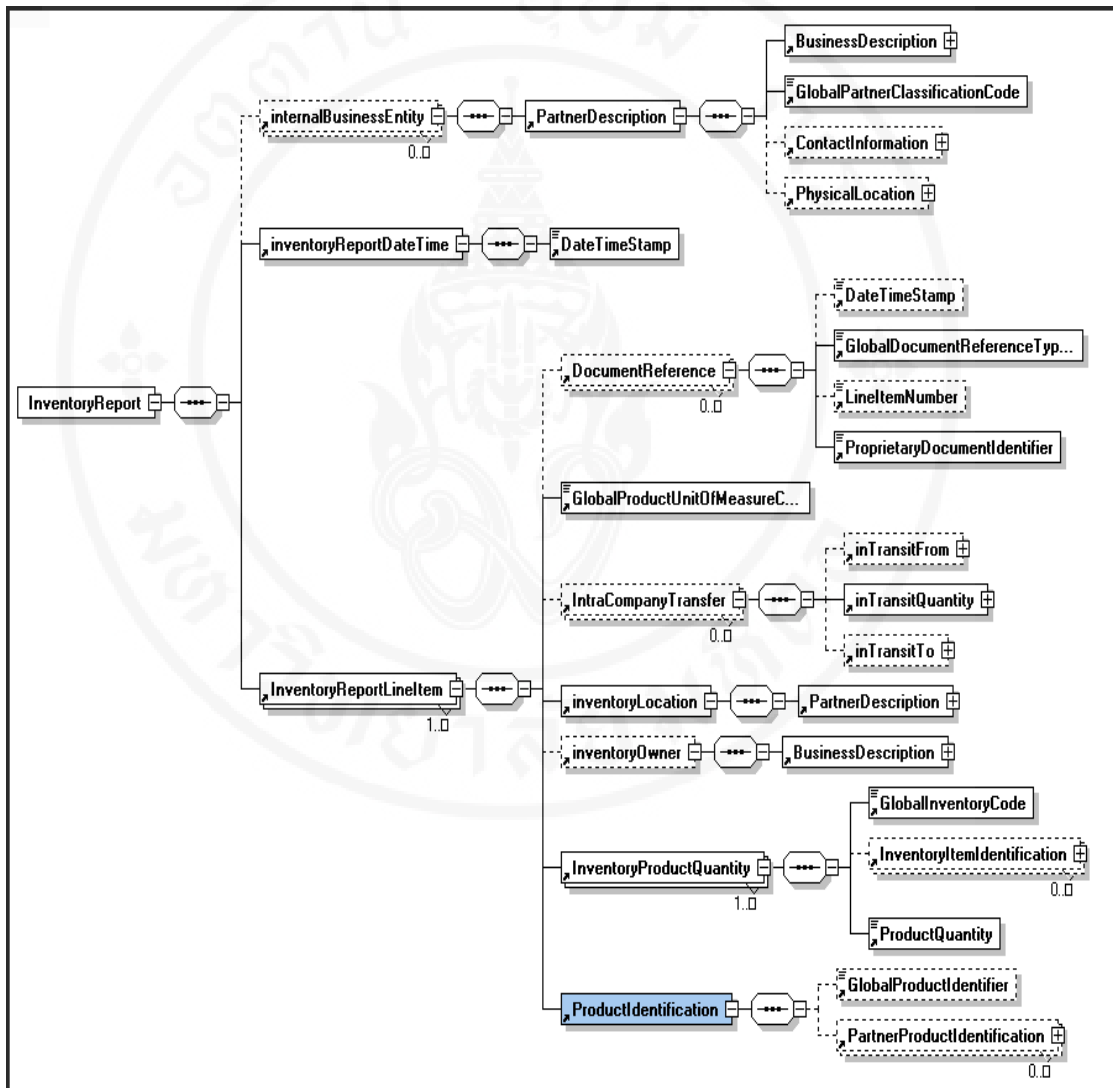 BusinessDescription
GlobalPartnerClassificationCode
internalBusinessEntity
PartnerDescription
0..
ContactInformation
PhysicalLocation
inventoryReportDateTime
DateTimeStamp
DateTimeStamp
GlobalDocumentReferenceTyp...
DocumentReference
0..
LineItemNumber
InventoryReport
ProprietaryDocumentIdentifier
GlobalProductUnitOfMeasureC...
inTransitFrom
IntraCompanyTransfer
0..
inTransitQuantity
inTransitTo
InventoryReportLineItem
1..
inventoryLocation
PartnerDescription
inventoryOwner
BusinessDescription
GlobalInventoryCode
InventoryProductQuantity
1..
InventoryItemIdentification
0..
ProductQuantity
GlobalProductIdentifier
ProductIdentification
PartnerProductIdentification
0..